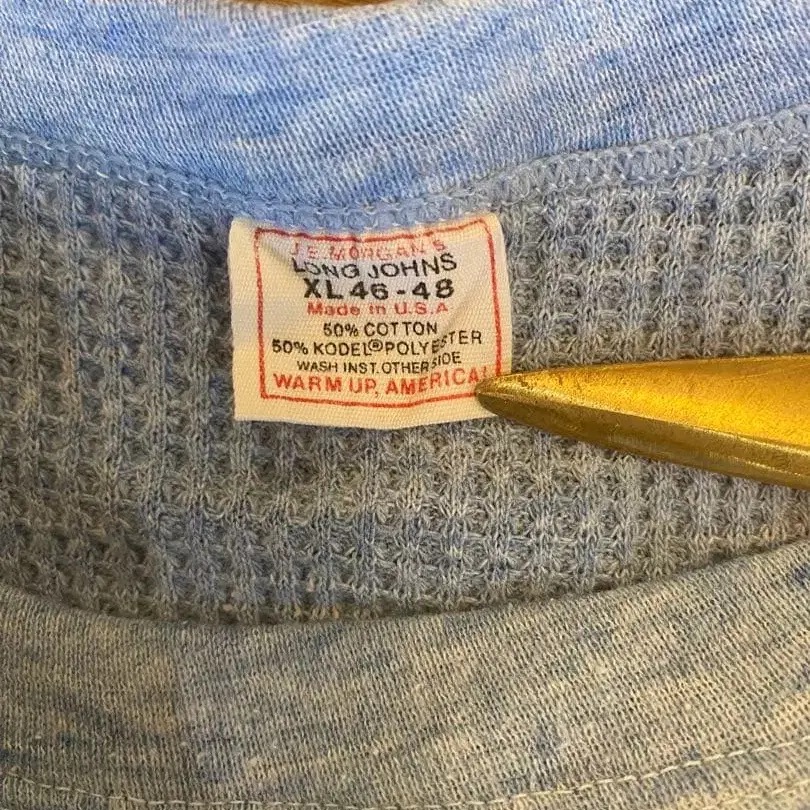 J.E. MORGAN'S
LONG JOHNS
XL 46-48
Made in U.S.A
50% COTTON
50% KODEL® POLYESTER
WASH INST. OTHER SIDE
WARM UP, AMERICA!